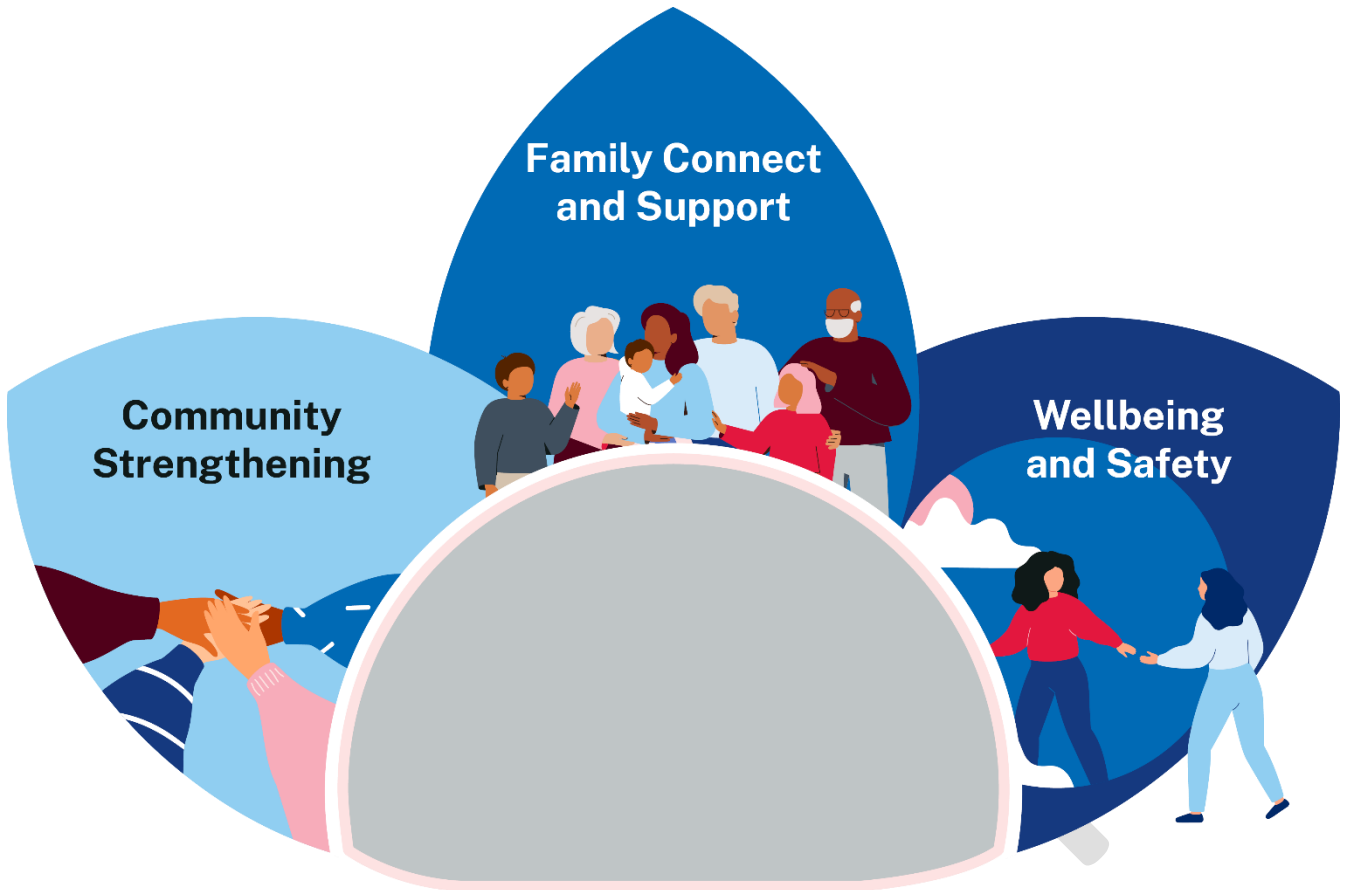 Family Connect
and Support
Community
Strengthening
Wellbeing
and Safety